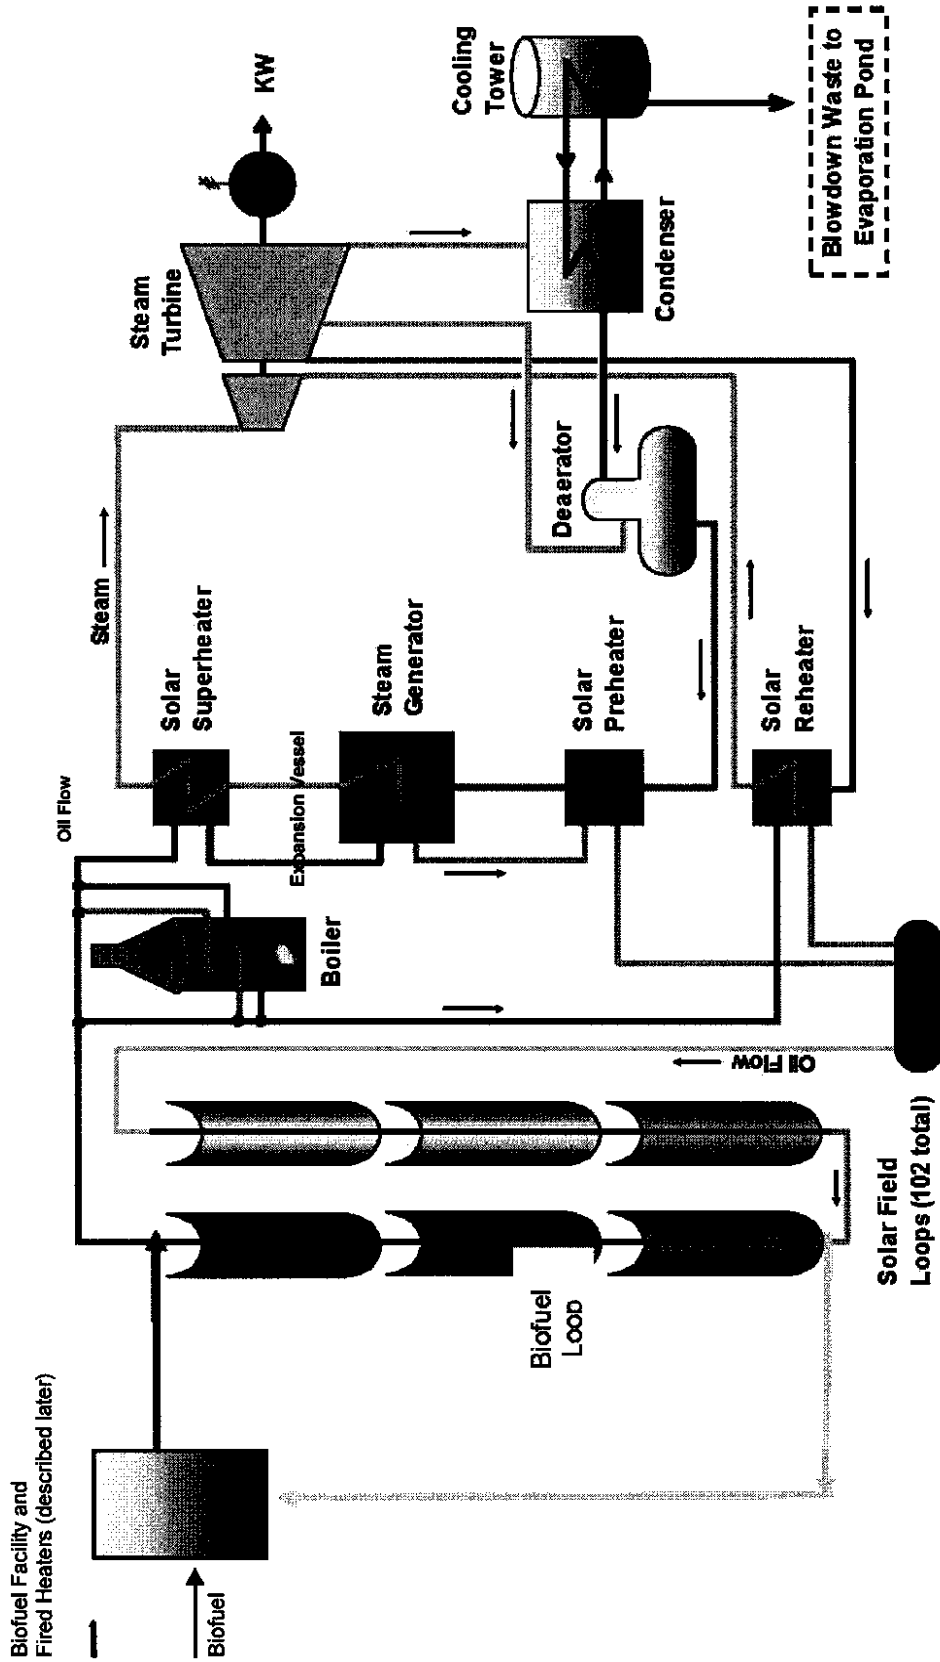 Biofuel Facility and
Fired Heaters (described later)
Biofuel
Biofuel
Loop
Solar Field
Loops (102 total)
Oil Flow
Boiler
Oil Flow
Expansion Vessel
Solar
Superheater
Steam
Generator
Solar
Preheater
Solar
Reheater
Steam
Deaerator
Steam
Turbine
Condenser
Cooling
Tower
KW
Blowdown Waste to
Evaporation Pond